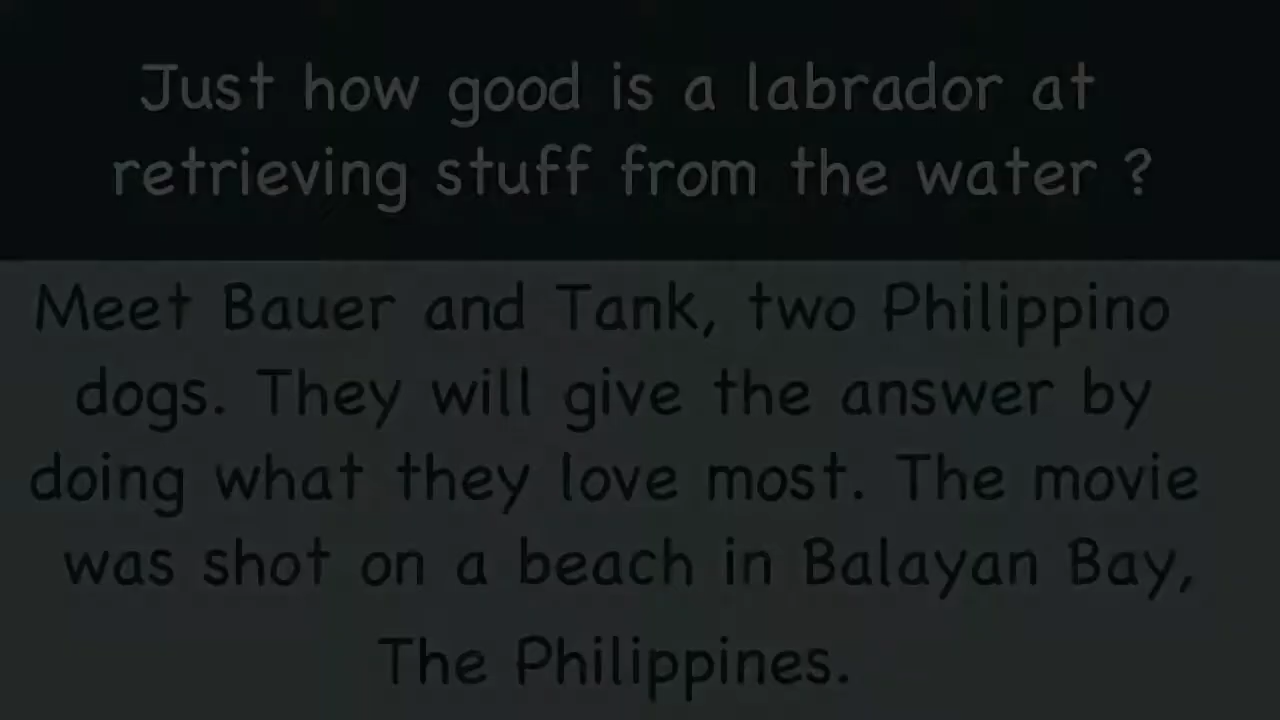 Just how good is a labrador at
retrieving stuff from the water ?
Meet Bauer and Tank, two Philippino
dogs. They will give the answer by
doing what they love most. The movie
was shot on a beach in Balayan Bay,
The Philippines.